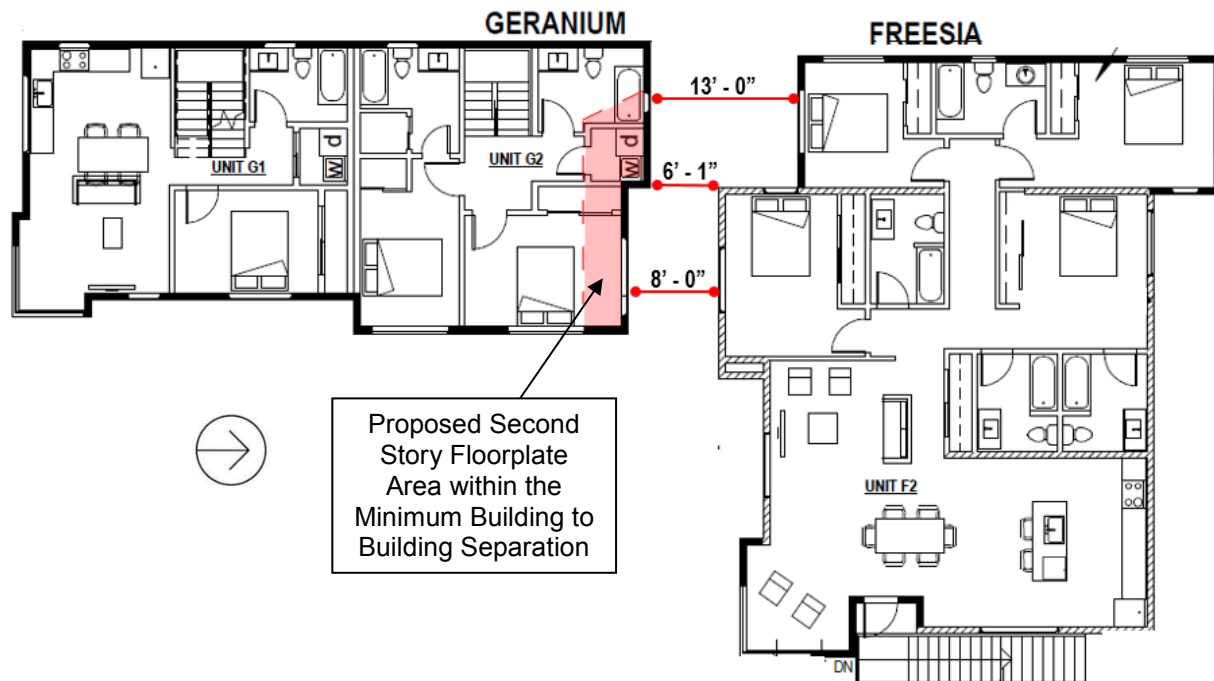 GERANIUM
FREESIA
13' - 0"
UNIT G1
UNIT G2
d
W
d
W
6' - 1"
8' - 0"
Proposed Second
Story Floorplate
Area within the
Minimum Building to
Building Separation
UNIT F2
DN